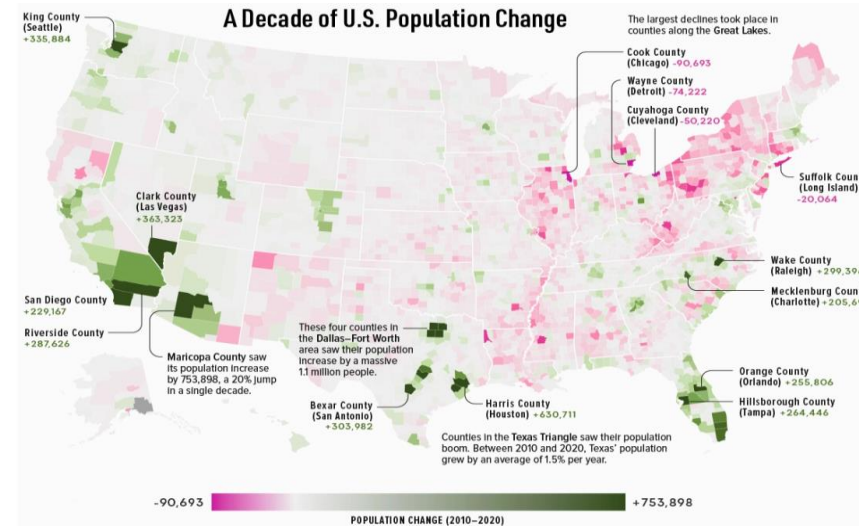 A Decade of U.S. Population Change
King County
(Seattle)
+335,884
The largest declines took place in
counties along the Great Lakes.
Cook County
(Chicago) -90,693
Wayne County
(Detroit) -74,222
Cuyahoga County
(Cleveland) -50,220
Suffolk Coun
(Long Island)
-20,064
Clark County
(Las Vegas)
+363,323
Wake County
(Raleigh) +299,39
Mecklenburg Coun
(Charlotte) +205,6
San Diego County
+229,167
Riverside County
+287,626
Maricopa County saw
its population increase
by 753,898, a 20% jump
in a single decade.
These four counties in
the Dallas–Fort Worth
area saw their population
increase by a massive
1.1 million people.
Bexar County
(San Antonio)
+303,982
Harris County
(Houston) +630,711
Orange County
(Orlando) +255,806
Hillsborough County
(Tampa) +264,446
Counties in the Texas Triangle saw their population
boom. Between 2010 and 2020, Texas' population
grew by an average of 1.5% per year.
-90,693
+753,898
POPULATION CHANGE (2010–2020)